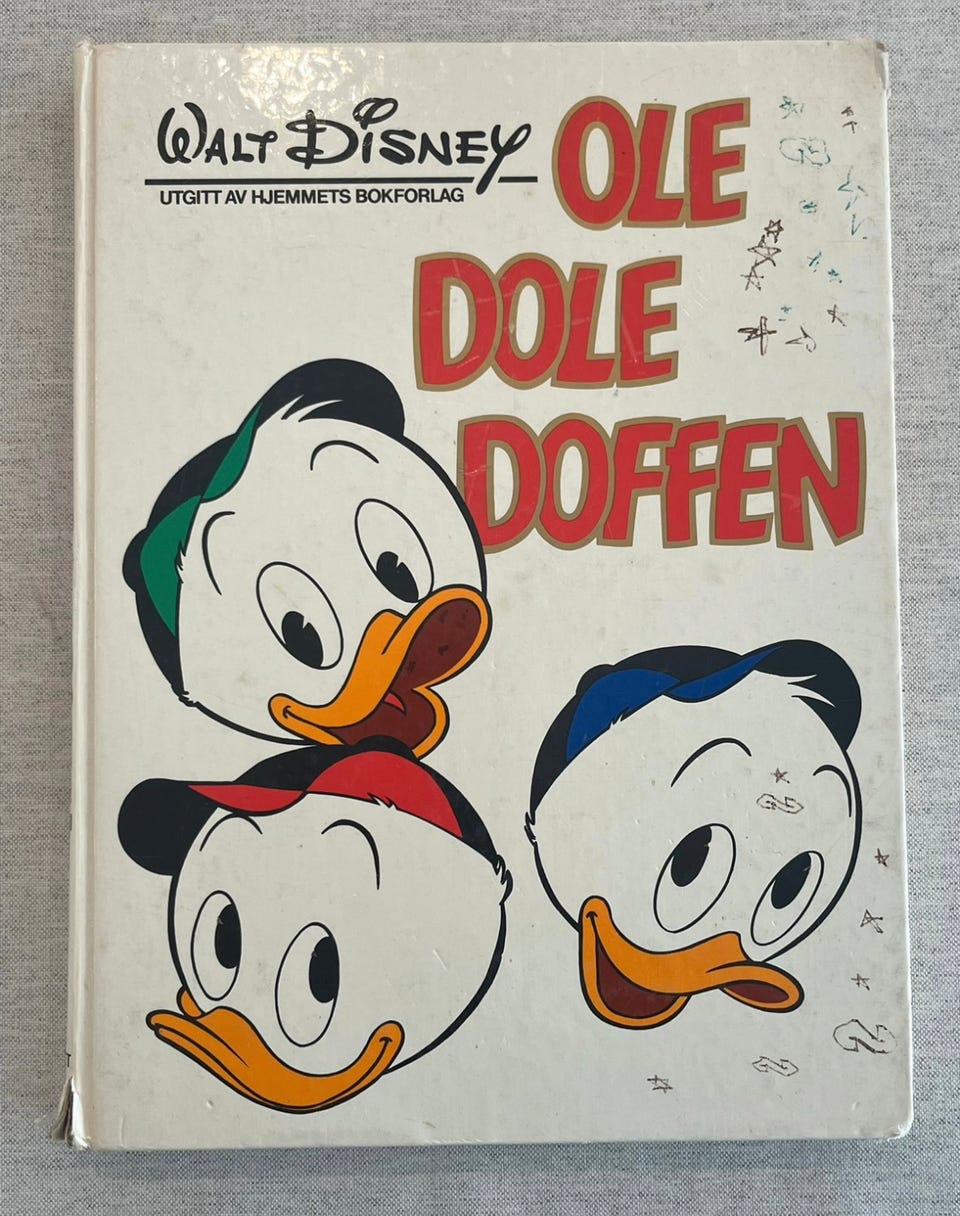 WALT DISNEY
UTGITT AV HJEMMETS BOKFORLAG
OLE
DOLE
DOFFEN